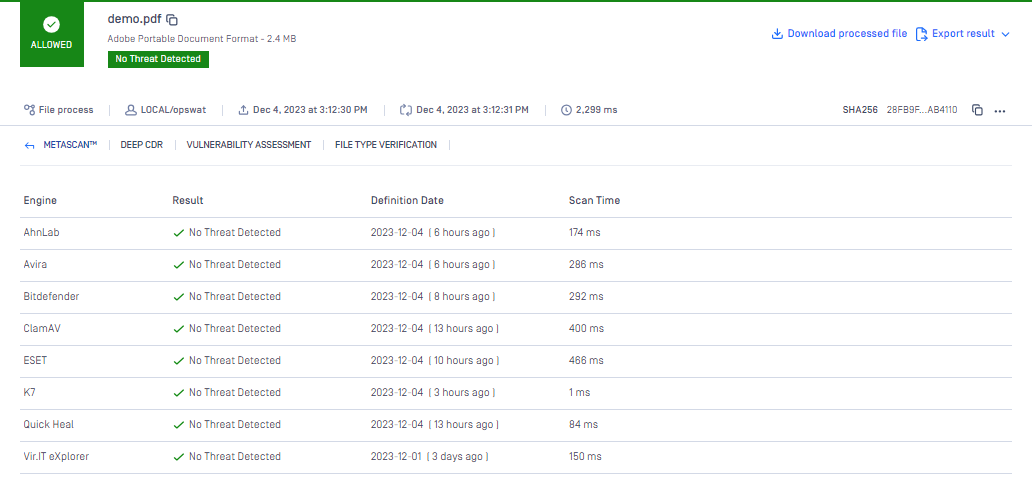 ALLOWED
demo.pdf
Adobe Portable Document Format - 2.4 MB
No Threat Detected
Download processed file Export result
File process LOCAL/opswat Dec 4, 2023 at 3:12:30 PM Dec 4, 2023 at 3:12:31 PM 2,299 ms SHA256 28FB9F...AB4110
METASCAN™ DEEP CDR VULNERABILITY ASSESSMENT FILE TYPE VERIFICATION
Engine Result Definition Date Scan Time
AhnLab No Threat Detected 2023-12-04 ( 6 hours ago ) 174 ms
Avira No Threat Detected 2023-12-04 ( 6 hours ago ) 286 ms
Bitdefender No Threat Detected 2023-12-04 ( 8 hours ago ) 292 ms
ClamAV No Threat Detected 2023-12-04 ( 13 hours ago ) 400 ms
ESET No Threat Detected 2023-12-04 ( 10 hours ago ) 466 ms
K7 No Threat Detected 2023-12-04 ( 3 hours ago ) 1 ms
Quick Heal No Threat Detected 2023-12-04 ( 13 hours ago ) 84 ms
Vir.IT eXplorer No Threat Detected 2023-12-01 ( 3 days ago ) 150 ms